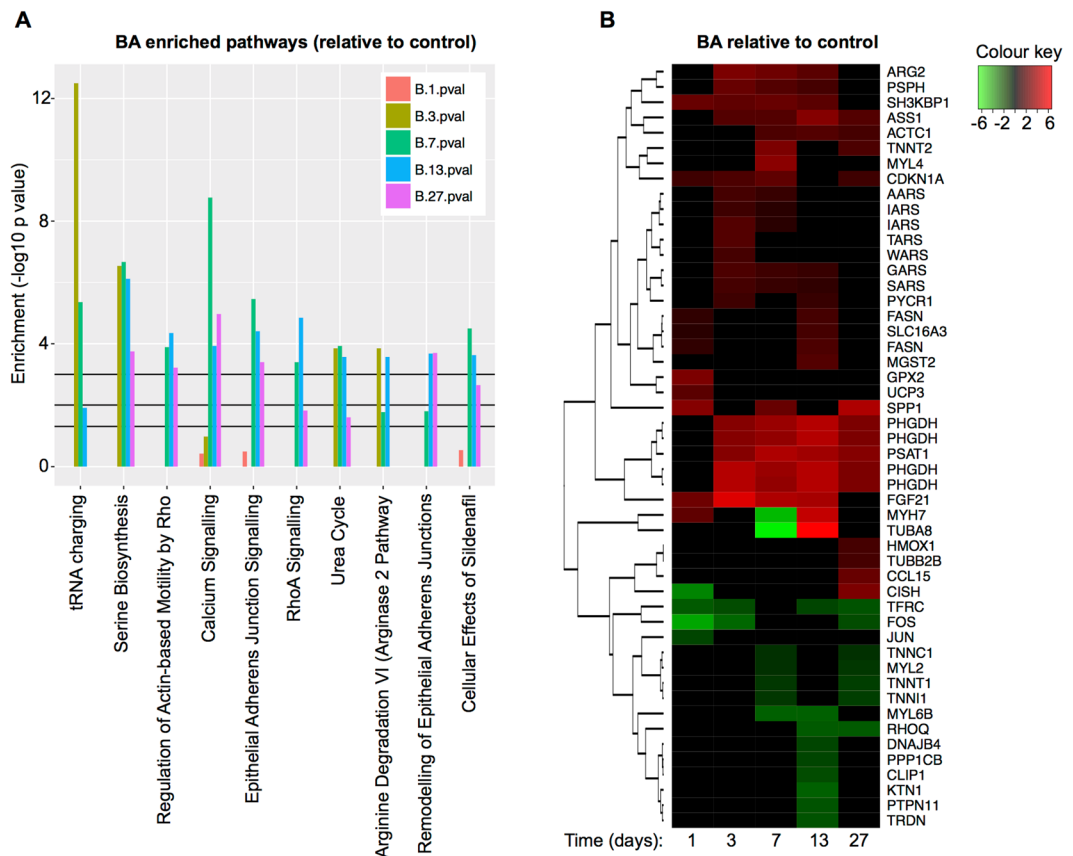 A
BA enriched pathways (relative to control)
Enrichment (-log10 p value)
12
8
4
0
B.1.pval
B.3.pval
B.7.pval
B.13.pval
B.27.pval
tRNA charging
Serine Biosynthesis
Regulation of Actin-based Motility by Rho
Calcium Signalling
Epithelial Adherens Junction Signalling
RhoA Signalling
Urea Cycle
Arginine Degradation VI (Arginase 2 Pathway
Remodelling of Epithelial Adherens Junctions
Cellular Effects of Sildenafil
B
BA relative to control
Colour key
-6 -2 2 6
ARG2
PSPH
SH3KBP1
ASS1
ACTC1
TNNT2
MYL4
CDKN1A
AARS
IARS
IARS
TARS
WARS
GARS
SARS
PYCR1
FASN
SLC16A3
FASN
MGST2
GPX2
UCP3
SPP1
PHGDH
PHGDH
PSAT1
PHGDH
PHGDH
FGF21
MYH7
TUBA8
HMOX1
TUBB2B
CCL15
CISH
TFRC
FOS
JUN
TNNC1
MYL2
TNNT1
TNNI1
MYL6B
RHOQ
DNAJB4
PPP1CB
CLIP1
KTN1
PTPN11
TRDN
Time (days): 1 3 7 13 27